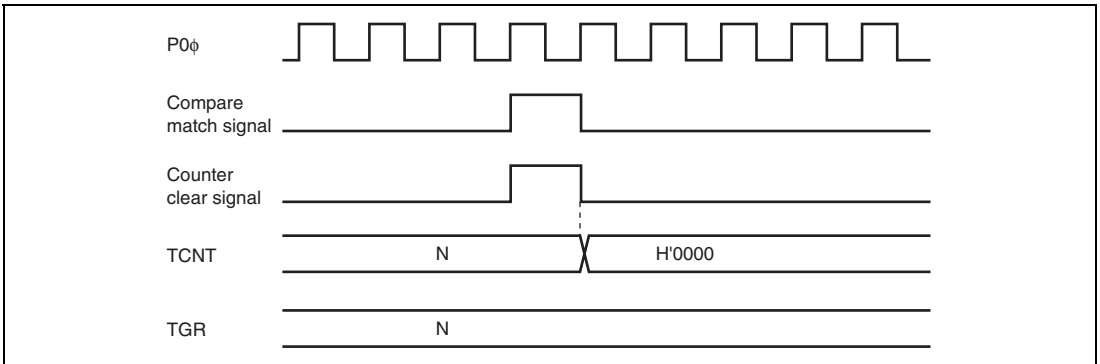 P0ϕ
Compare
match signal
Counter
clear signal
TCNT
N
H'0000
TGR
N